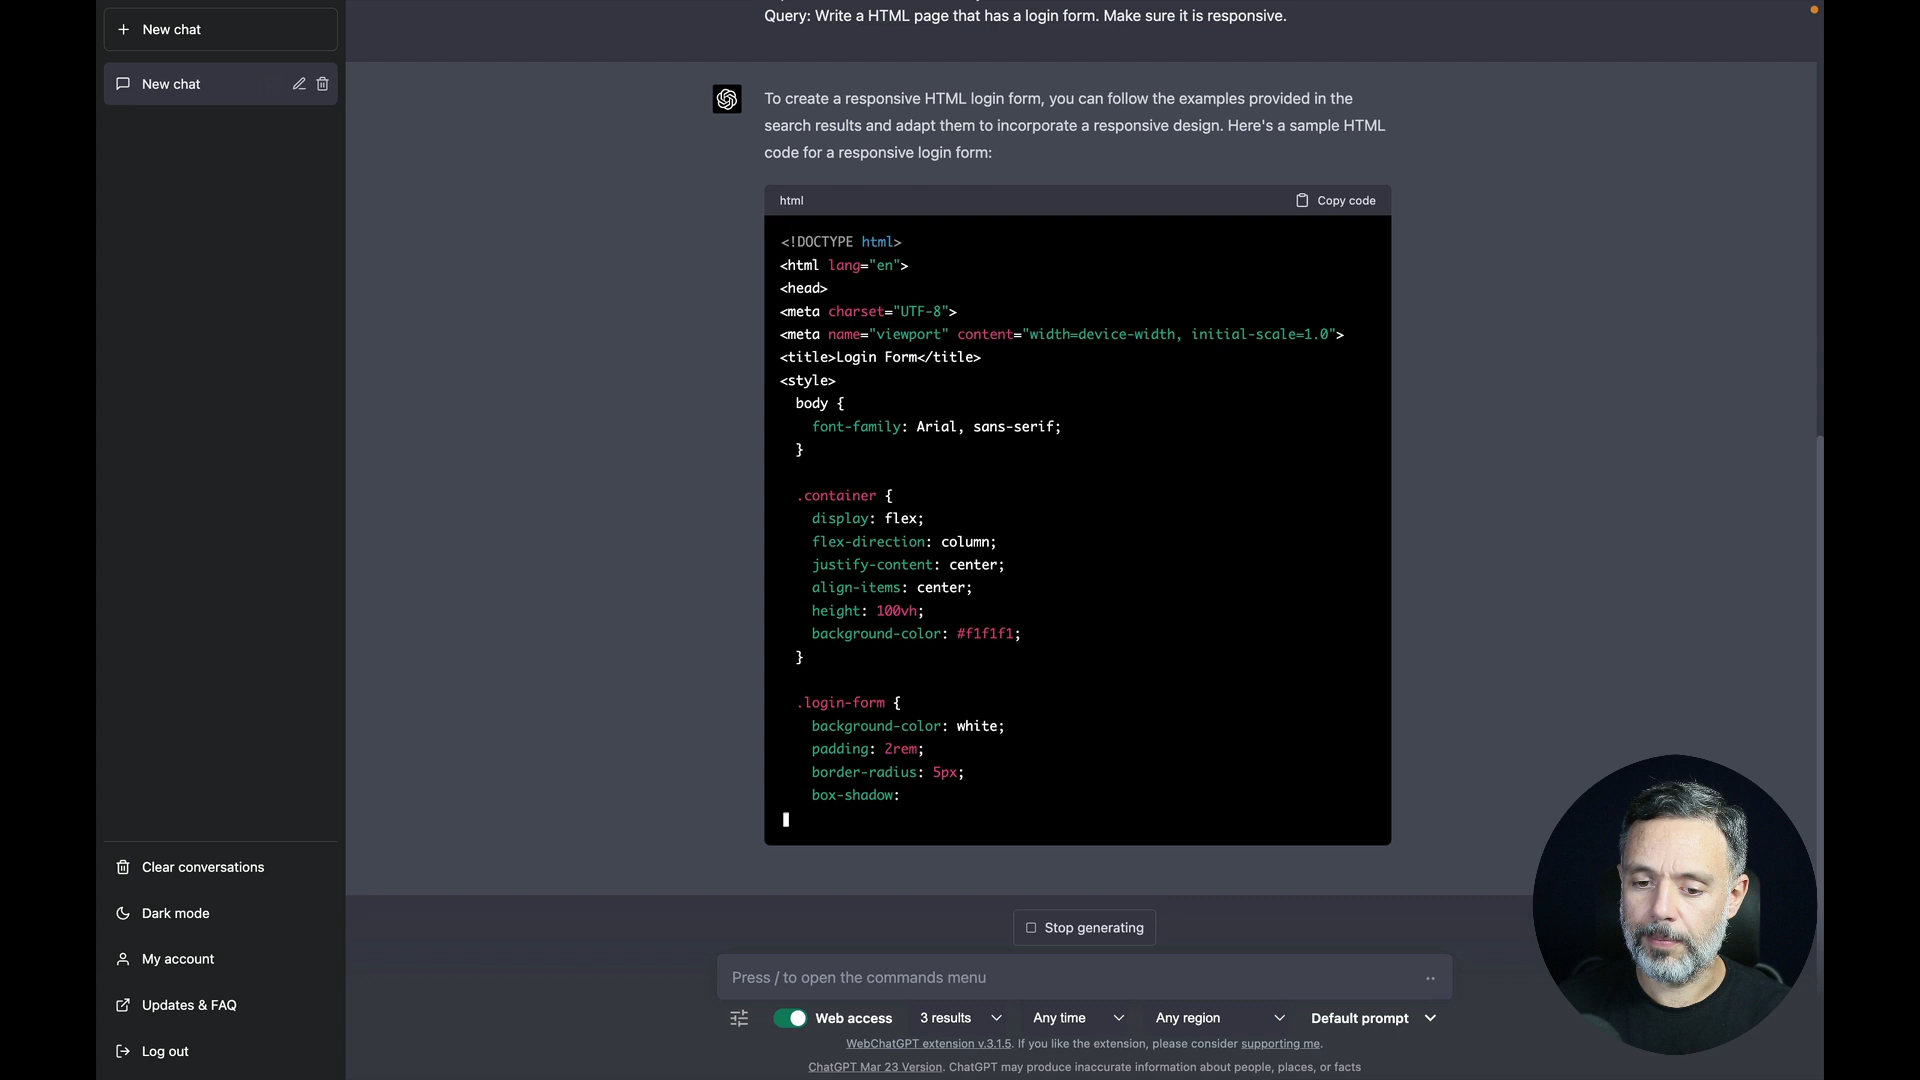 Query: Write a HTML page that has a login form. Make sure it is responsive.
New chat
New chat
To create a responsive HTML login form, you can follow the examples provided in the
search results and adapt them to incorporate a responsive design. Here's a sample HTML
code for a responsive login form:
html
Copy code
<!DOCTYPE html>
<html lang="en">
<head>
<meta charset="UTF-8">
<meta name="viewport" content="width=device-width, initial-scale=1.0">
<title>Login Form</title>
<style>
  body {
    font-family: Arial, sans-serif;
  }
  .container {
    display: flex;
    flex-direction: column;
    justify-content: center;
    align-items: center;
    height: 100vh;
    background-color: #f1f1f1;
  }
  .login-form {
    background-color: white;
    padding: 2rem;
    border-radius: 5px;
    box-shadow:
Clear conversations
Dark mode
My account
Updates & FAQ
Log out
Stop generating
Press / to open the commands menu
Web access
3 results
Any time
Any region
Default prompt
WebChatGPT extension v.3.1.5. If you like the extension, please consider supporting me.
ChatGPT Mar 23 Version. ChatGPT may produce inaccurate information about people, places, or facts